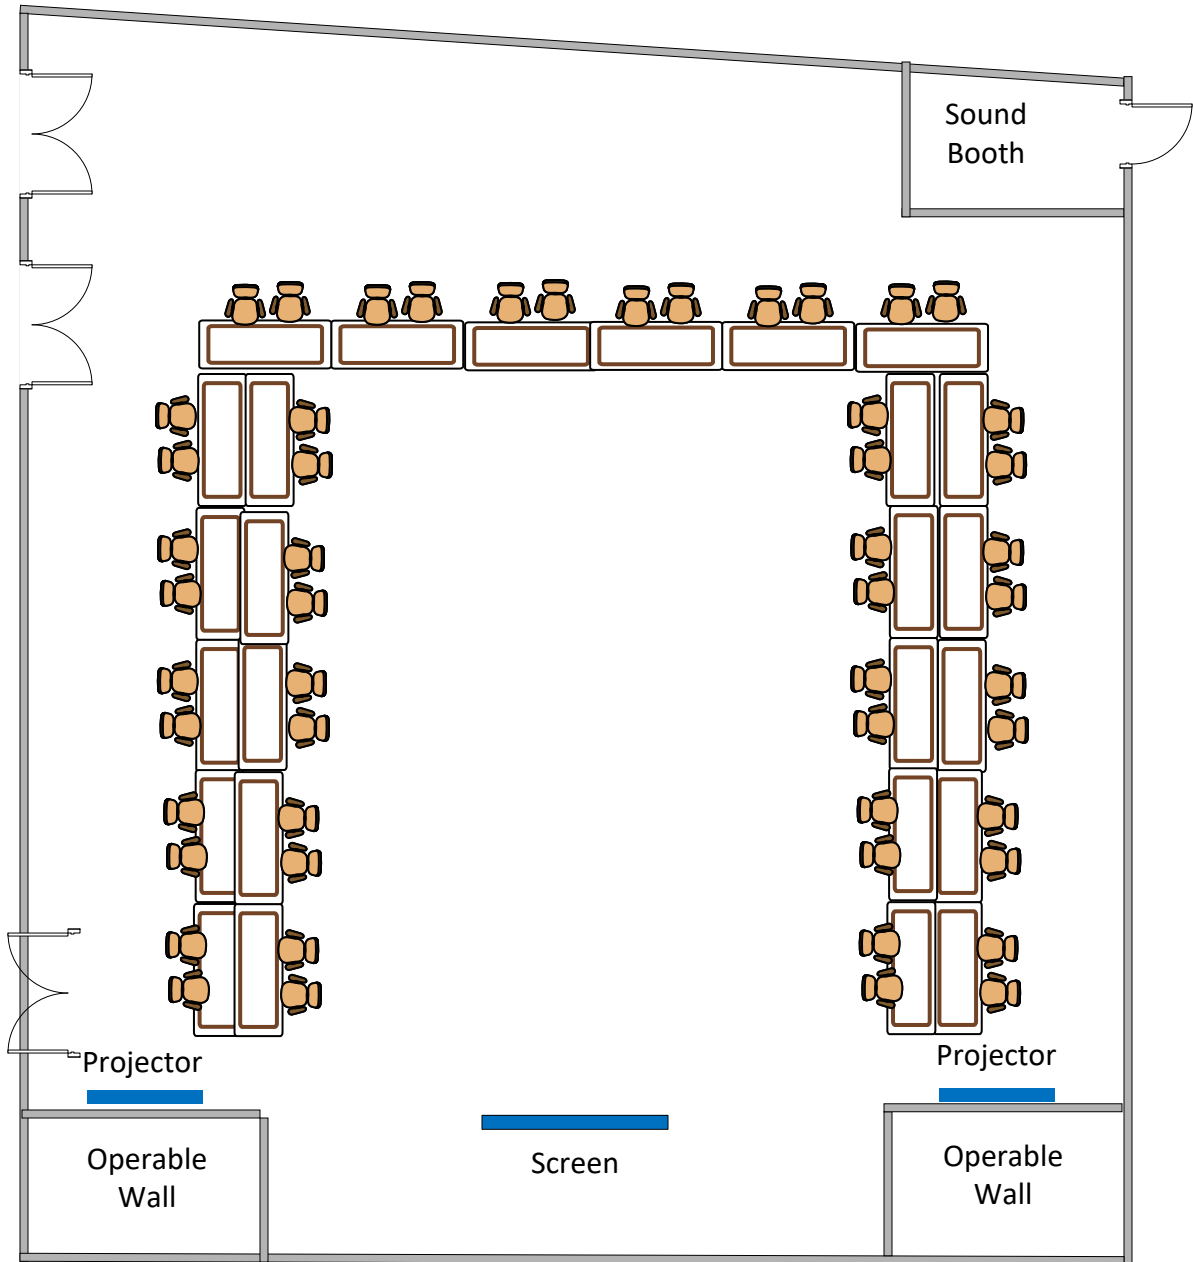 Sound
Booth
Projector
Projector
Operable
Wall
Screen
Operable
Wall